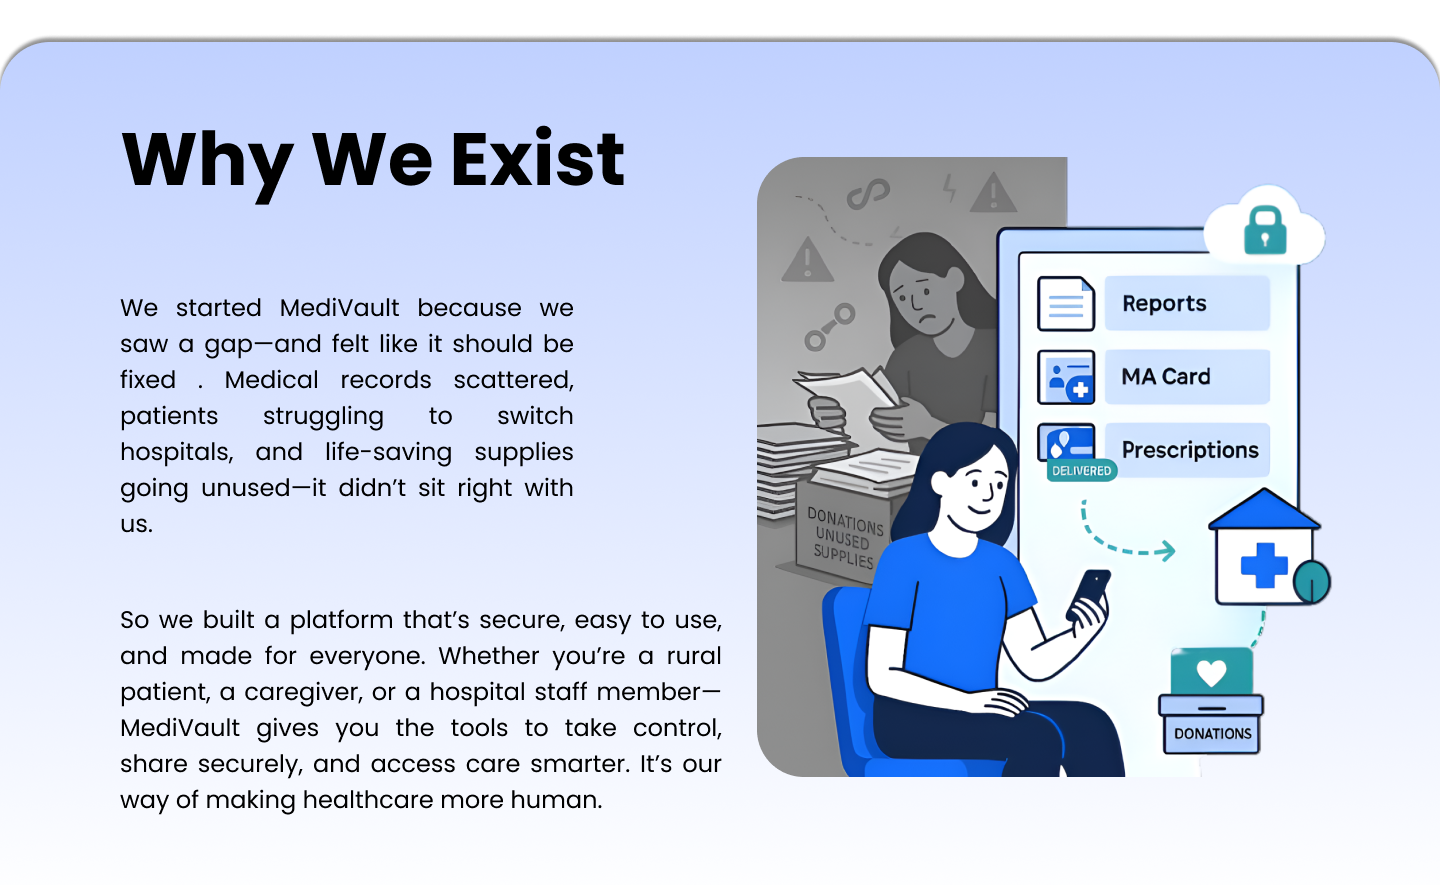 Why We Exist
We started MediVault because we
saw a gap—and felt like it should be
fixed . Medical records scattered,
patients struggling to switch
hospitals, and life-saving supplies
going unused—it didn’t sit right with
us.
So we built a platform that’s secure, easy to use,
and made for everyone. Whether you’re a rural
patient, a caregiver, or a hospital staff member—
MediVault gives you the tools to take control,
share securely, and access care smarter. It’s our
way of making healthcare more human.
DONATIONS
UNUSED
SUPPLIES
Reports
MA Card
Prescriptions
DELIVERED
DONATIONS